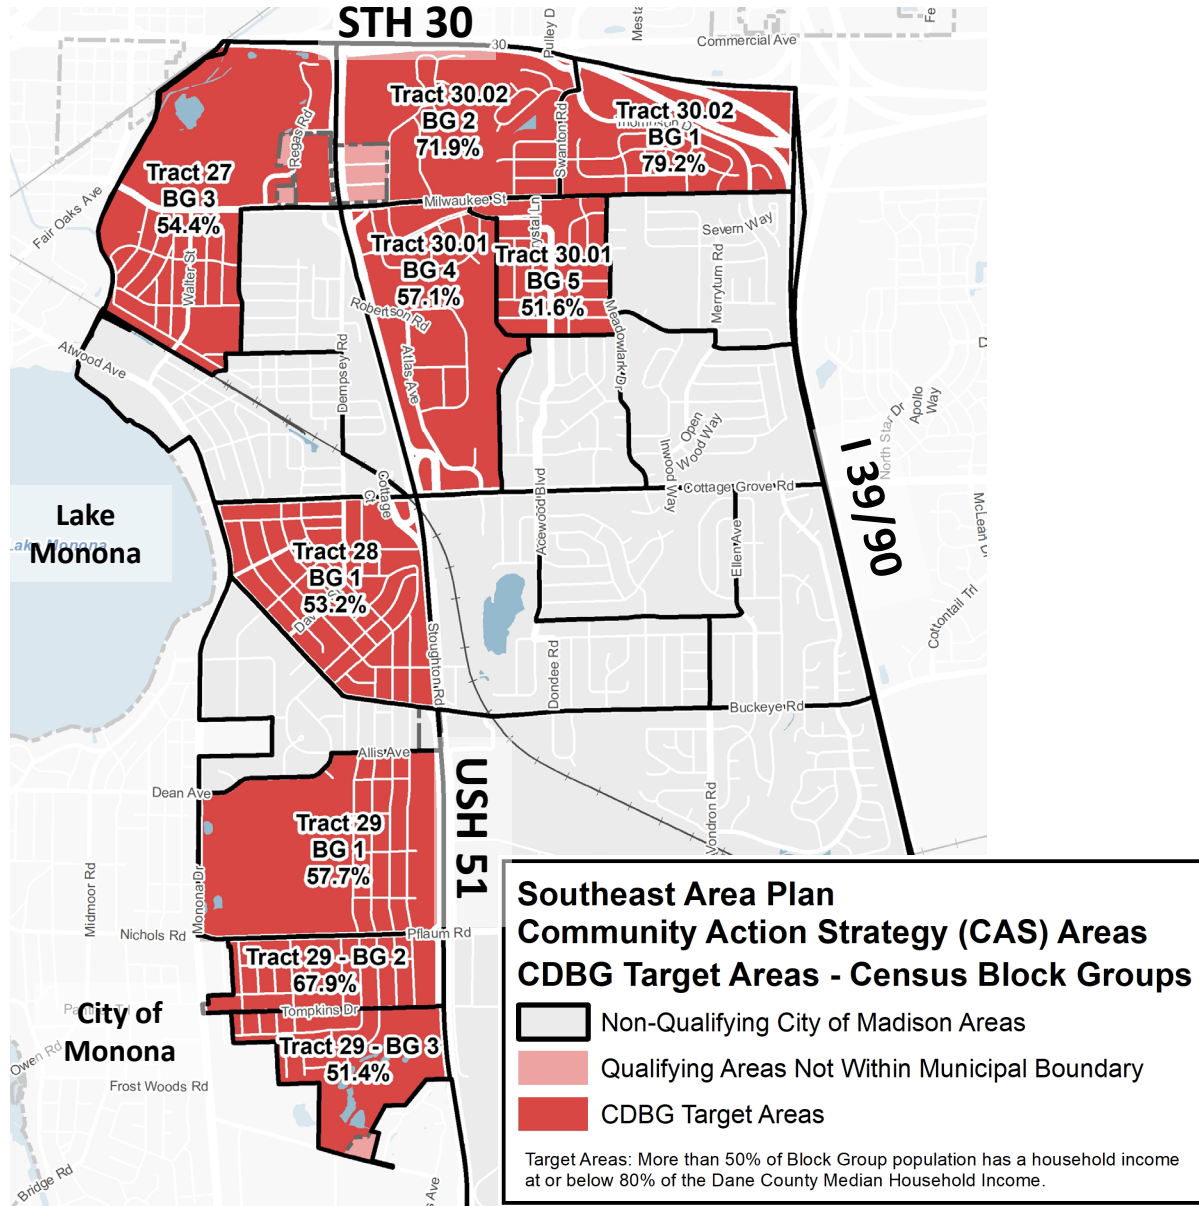 STH 30
30
Pulley D
Mesta
Fe
Commercial Ave
Tract 30.02
BG 2
71.9%
Tract 30.02
BG 1
79.2%
Swanton Rd
Regas Rd
Tract 27
BG 3
54.4%
Fair Oaks Ave
Milwaukee St
Walter St
Tract 30.01
BG 4
57.1%
rystal Ln
Tract 30.01
BG 5
51.6%
Severn Way
Merryturn Rd
Robertson Rd
Meadowlark Dr
Atwood Ave
Dempsey Rd
Atlas Ave
D
Apollo
Way
North Star Dr
Open
Wood Way
Inwood Way
I 39/90
Cottage
Ct
Cottage Grove Rd
Acewood Blvd
Ellen Ave
McLean D
Lake
Monona
Lake Monona
Tract 28
BG 1
53.2%
Cottontail Trl
Stoughton Rd
Dondee Rd
Buckeye Rd
Allis Ave
Dean Ave
USH 51
Vondron Rd
Tract 29
BG 1
57.7%
Midmoor Rd
Monona Dr
Nichols Rd
Pflaum Rd
Tract 29 - BG 2
67.9%
Tompkins Dr
City of
Monona
Tract 29 - BG 3
51.4%
Owen Rd
Frost Woods Rd
Bridge Rd
s Ave
Southeast Area Plan
Community Action Strategy (CAS) Areas
CDBG Target Areas - Census Block Groups
Non-Qualifying City of Madison Areas
Qualifying Areas Not Within Municipal Boundary
CDBG Target Areas
Target Areas: More than 50% of Block Group population has a household income
at or below 80% of the Dane County Median Household Income.